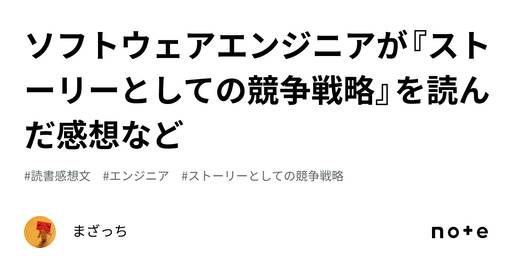 ソフトウェアエンジニアが『スト
ーリーとしての競争戦略』を読ん
だ感想など
#読書感想文 #エンジニア #ストーリーとしての競争戦略
まざっち
note